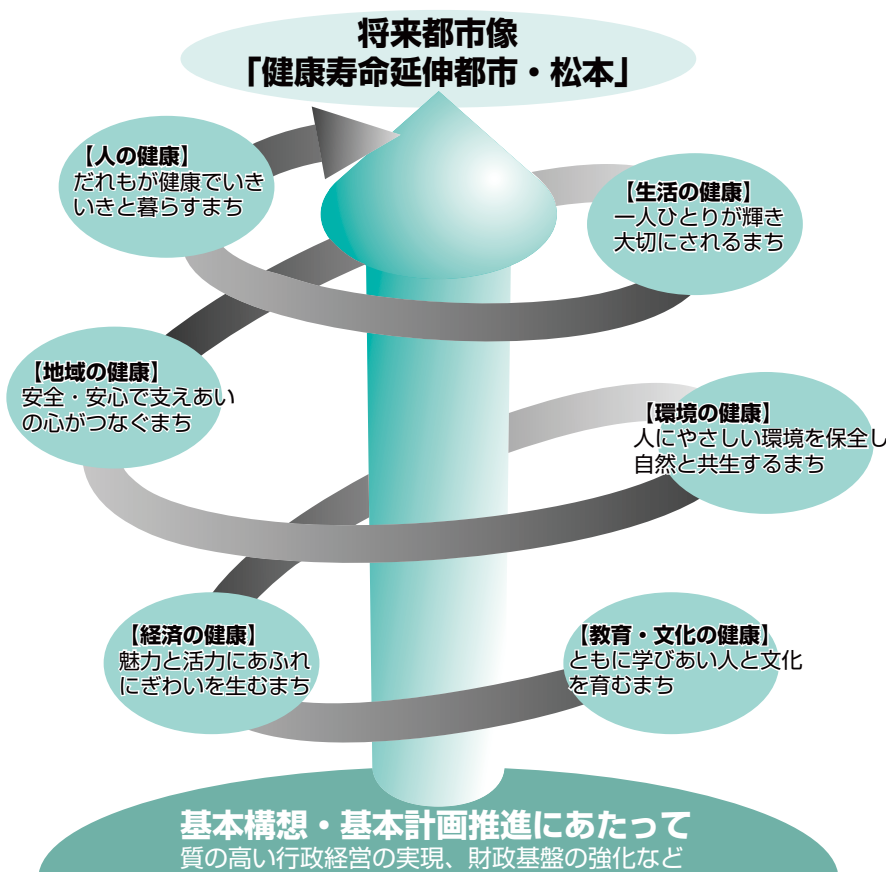 将来都市像
「健康寿命延伸都市・松本」
【人の健康】
だれもが健康でいき
いきと暮らすまち
【生活の健康】
一人ひとりが輝き
大切にされるまち
【地域の健康】
安全・安心で支えあい
の心がつなぐまち
【環境の健康】
人にやさしい環境を保全し
自然と共生するまち
【経済の健康】
魅力と活力にあふれ
にぎわいを生むまち
【教育・文化の健康】
ともに学びあい人と文化
を育むまち
基本構想・基本計画推進にあたって
質の高い行政経営の実現、財政基盤の強化など